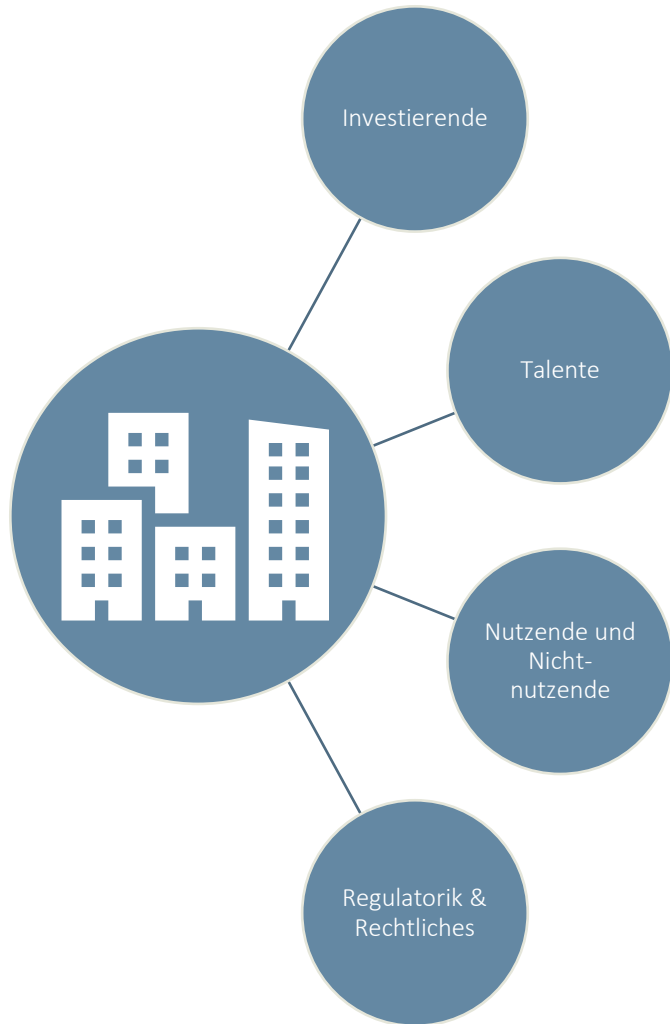 Investierende
Talente
Nutzende und
Nicht-
nutzende
Regulatorik &
Rechtliches